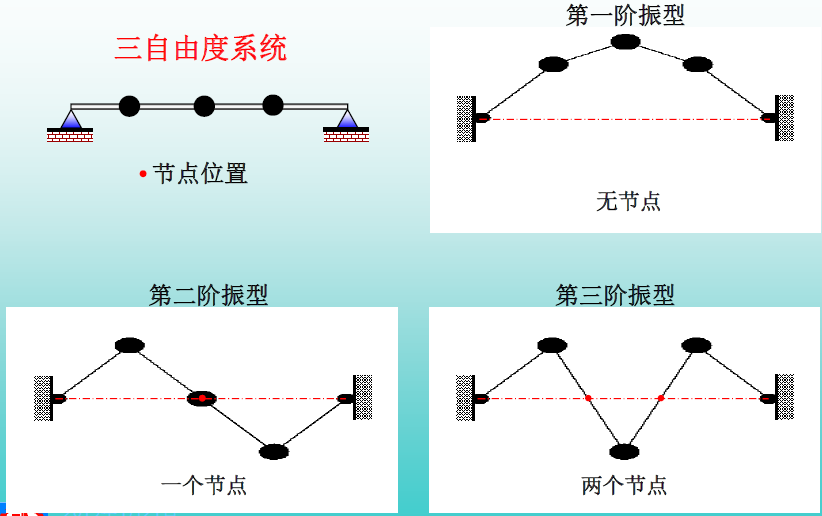 第一阶振型
三自由度系统
• 节点位置
无节点
第二阶振型
第三阶振型
一个节点
两个节点